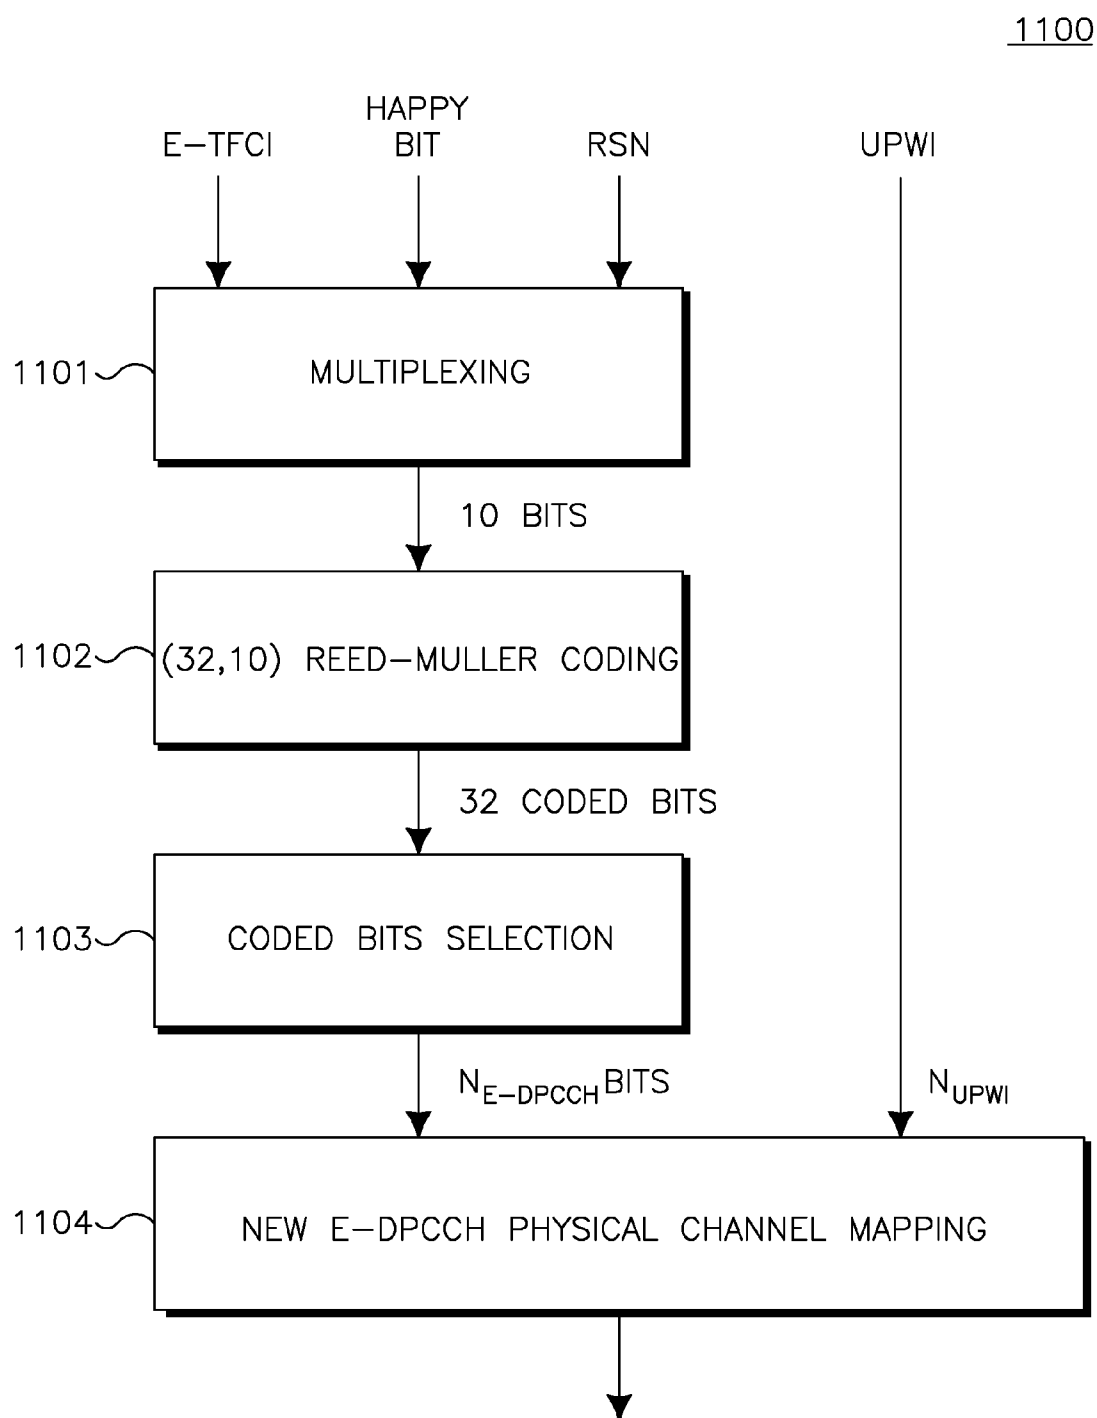 1100
HAPPY
E-TFCI BIT RSN UPWI
1101 MULTIPLEXING
10 BITS
1102 (32,10) REED-MULLER CODING
32 CODED BITS
1103 CODED BITS SELECTION
NE-DPCCH BITS NUPWI
1104 NEW E-DPCCH PHYSICAL CHANNEL MAPPING